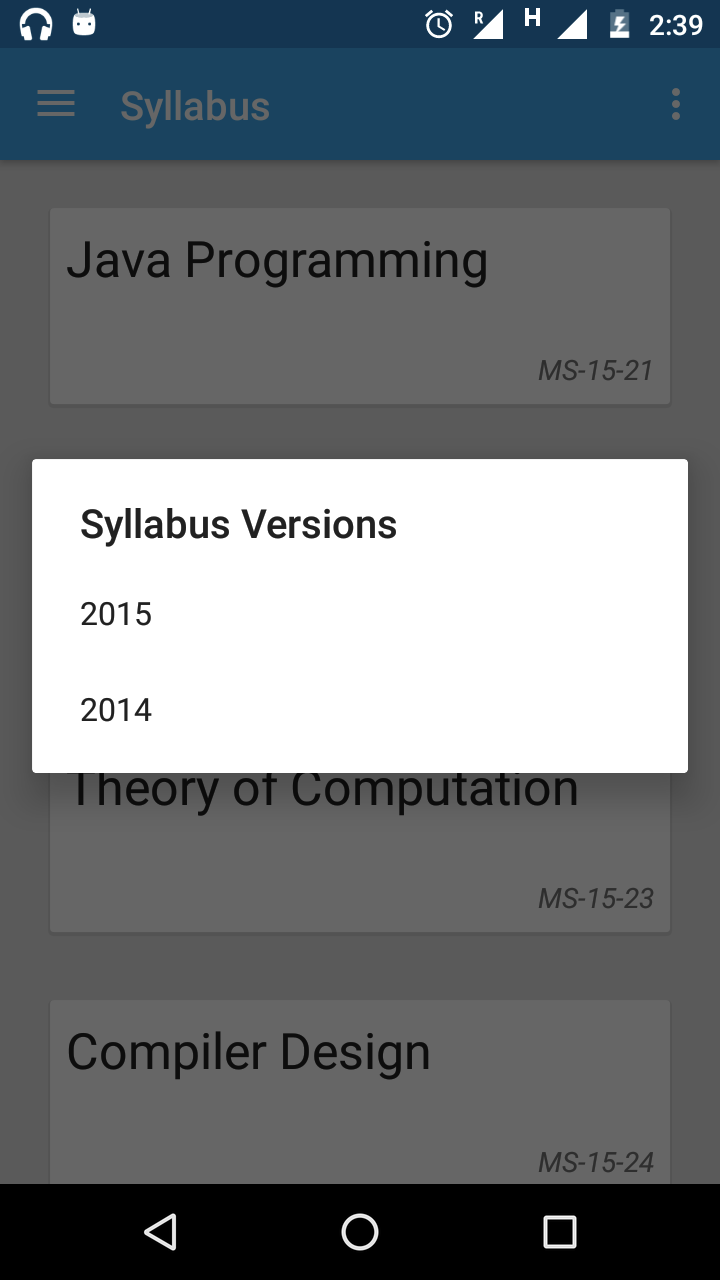 R H 2:39
Syllabus
Java Programming
MS-15-21
Syllabus Versions
2015
2014
Theory of Computation
MS-15-23
Compiler Design
MS-15-24